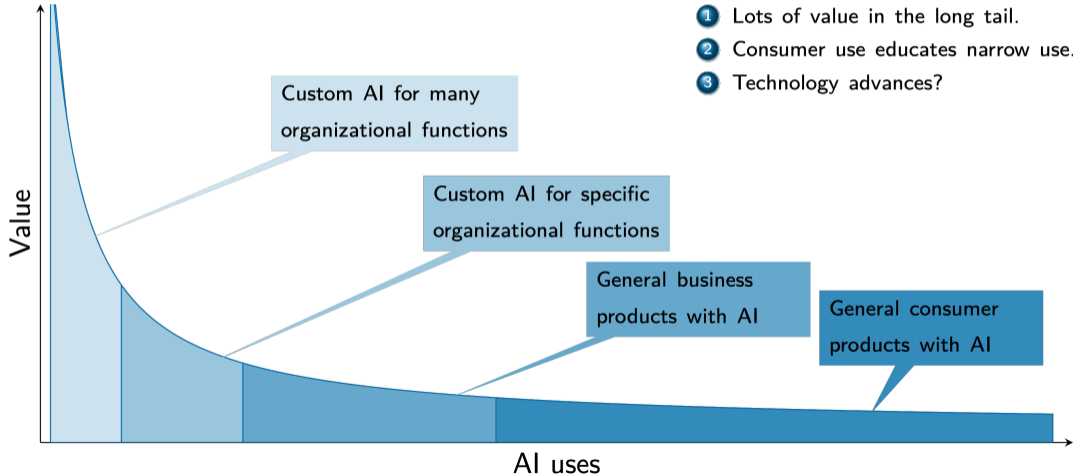 1 Lots of value in the long tail.
2 Consumer use educates narrow use.
3 Technology advances?
Custom AI for many
organizational functions
Custom AI for specific
organizational functions
General business
products with AI
General consumer
products with AI
Value
AI uses